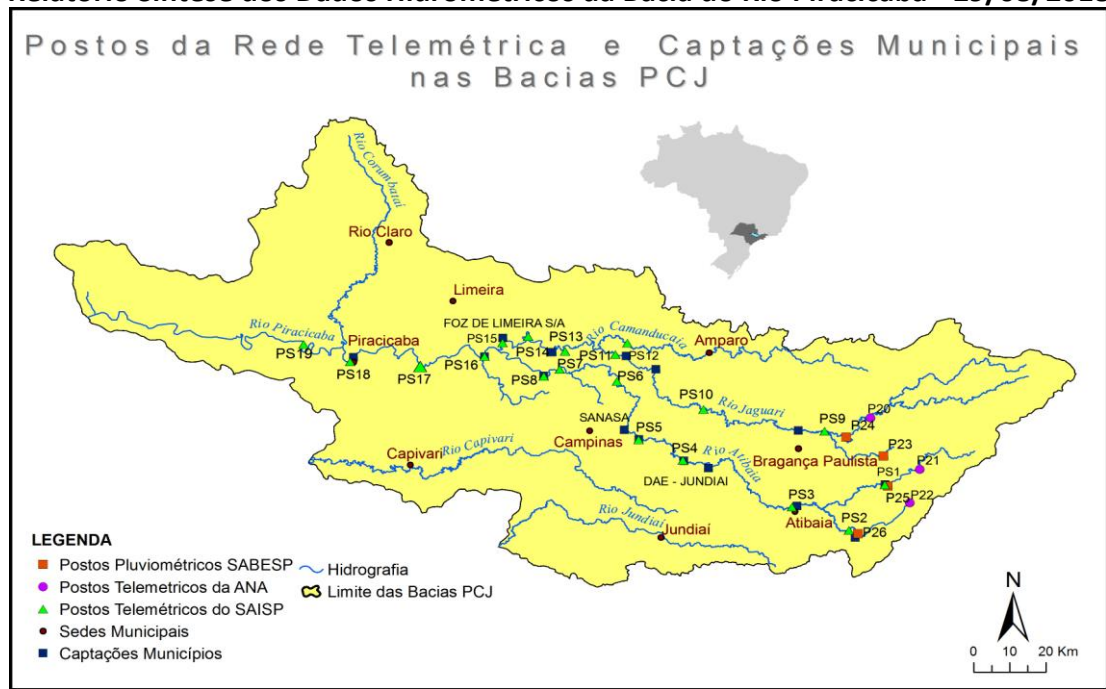 Relatório Síntese dos Dados Hidrométricos da Bacia do Rio Piracicaba
Postos da Rede Telemétrica e Captações Municipais
nas Bacias PCJ
Rio Corumbataí
Rio Claro
Limeira
FOZ DE LIMEIRA S/A
Rio Camanducaia
Rio Piracicaba
Piracicaba
PS19
PS18
PS17
PS16
PS15
PS14
PS13
PS11
PS12
Amparo
PS8
PS7
PS6
PS10
Rio Jaguari
PS9
P20
P24
P23
SANASA
PS5
Campinas
Bragança Paulista
P21
PS1
Capivari
Rio Capivari
PS4
Rio Atibaia
DAE - JUNDIAI
PS3
P25
P22
Atibaia
PS2
P26
Rio Jundiaí
Jundiaí
LEGENDA
Postos Pluviométricos SABESP
Hidrografia
Postos Telemetricos da ANA
Limite das Bacias PCJ
Postos Telemétricos do SAISP
Sedes Municipais
Captações Municípios
N
0 10 20 Km